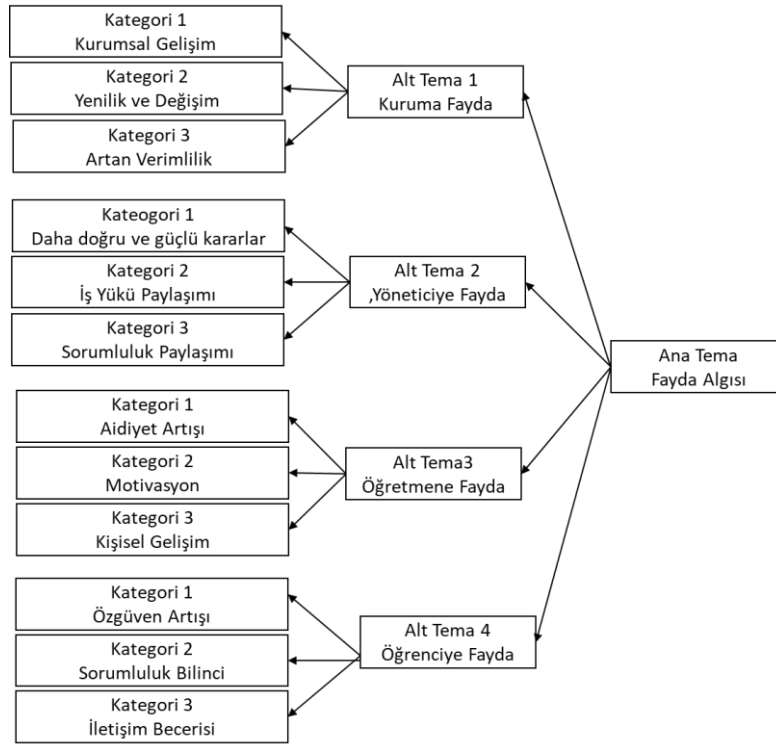 Kategori 1
Kurumsal Gelişim
Kategori 2
Yenilik ve Değişim
Kategori 3
Artan Verimlilik
Alt Tema 1
Kuruma Fayda
Kateogori 1
Daha doğru ve güçlü kararlar
Kategori 2
İş Yükü Paylaşımı
Kategori 3
Sorumluluk Paylaşımı
Alt Tema 2
,Yöneticiye Fayda
Ana Tema
Fayda Algısı
Kategori 1
Aidiyet Artışı
Kategori 2
Motivasyon
Kategori 3
Kişisel Gelişim
Alt Tema3
Öğretmene Fayda
Kategori 1
Özgüven Artışı
Kategori 2
Sorumluluk Bilinci
Kategori 3
İletişim Becerisi
Alt Tema 4
Öğrenciye Fayda